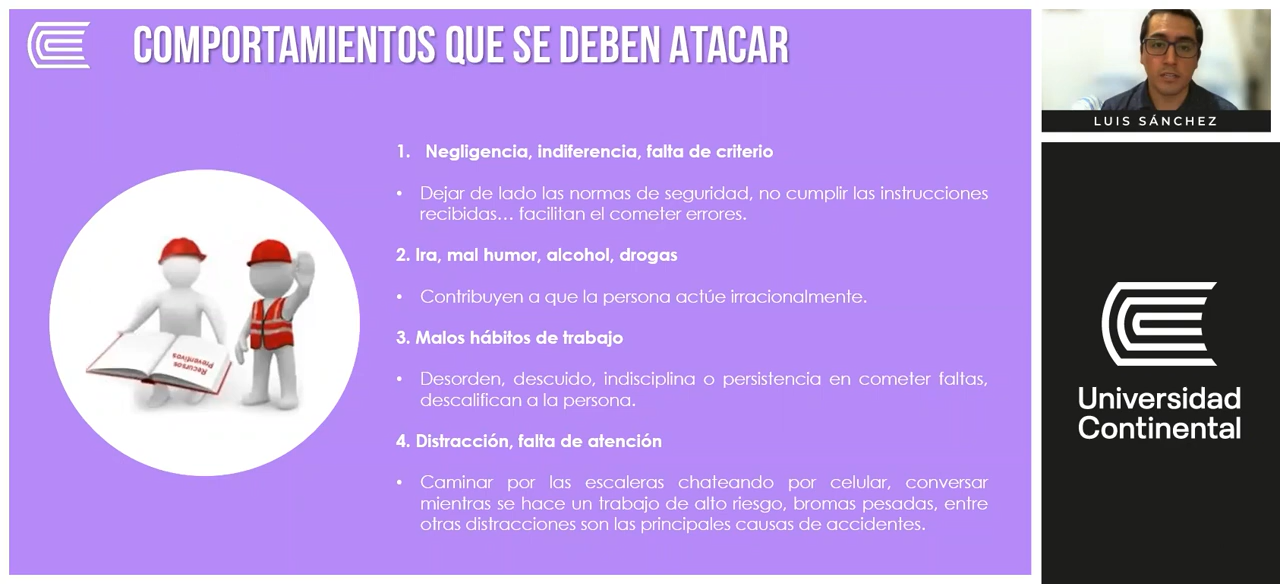 COMPORTAMIENTOS QUE SE DEBEN ATACAR
1. Negligencia, indiferencia, falta de criterio
• Dejar de lado las normas de seguridad, no cumplir las instrucciones
recibidas... facilitan el cometer errores.
2. Ira, mal humor, alcohol, drogas
• Contribuyen a que la persona actúe irracionalmente.
3. Malos hábitos de trabajo
• Desorden, descuido, indisciplina o persistencia en cometer faltas,
descalifican a la persona.
4. Distracción, falta de atención
• Caminar por las escaleras chateando por celular, conversar
mientras se hace un trabajo de alto riesgo, bromas pesadas, entre
otras distracciones son las principales causas de accidentes.
Recursos
Preventivos
LUIS SÁNCHEZ
Universidad
Continental